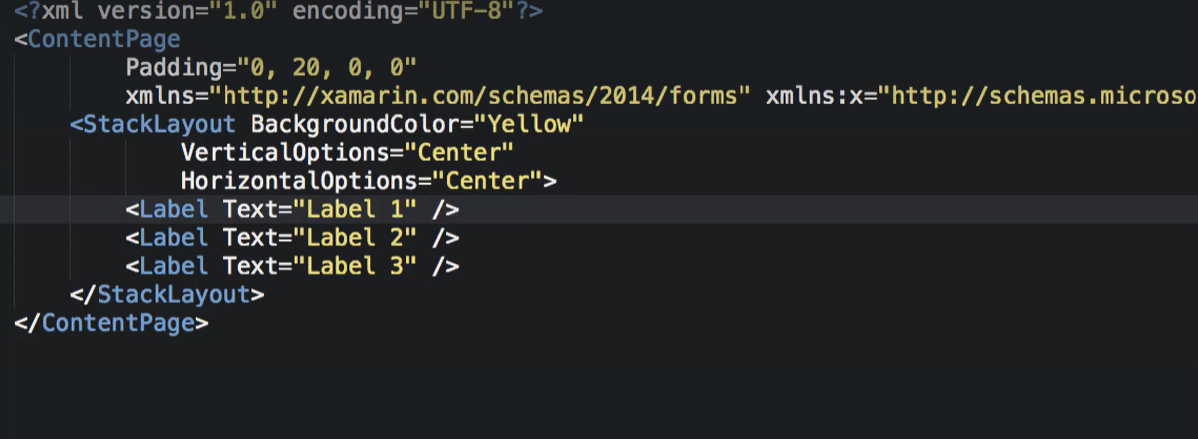 <?xml version="1.0" encoding="UTF-8"?>
<ContentPage
Padding="0, 20, 0, 0"
xmlns="http://xamarin.com/schemas/2014/forms" xmlns:x="http://schemas.microso
<StackLayout BackgroundColor="Yellow"
VerticalOptions="Center"
HorizontalOptions="Center">
<Label Text="Label 1" />
<Label Text="Label 2" />
<Label Text="Label 3" />
</StackLayout>
</ContentPage>